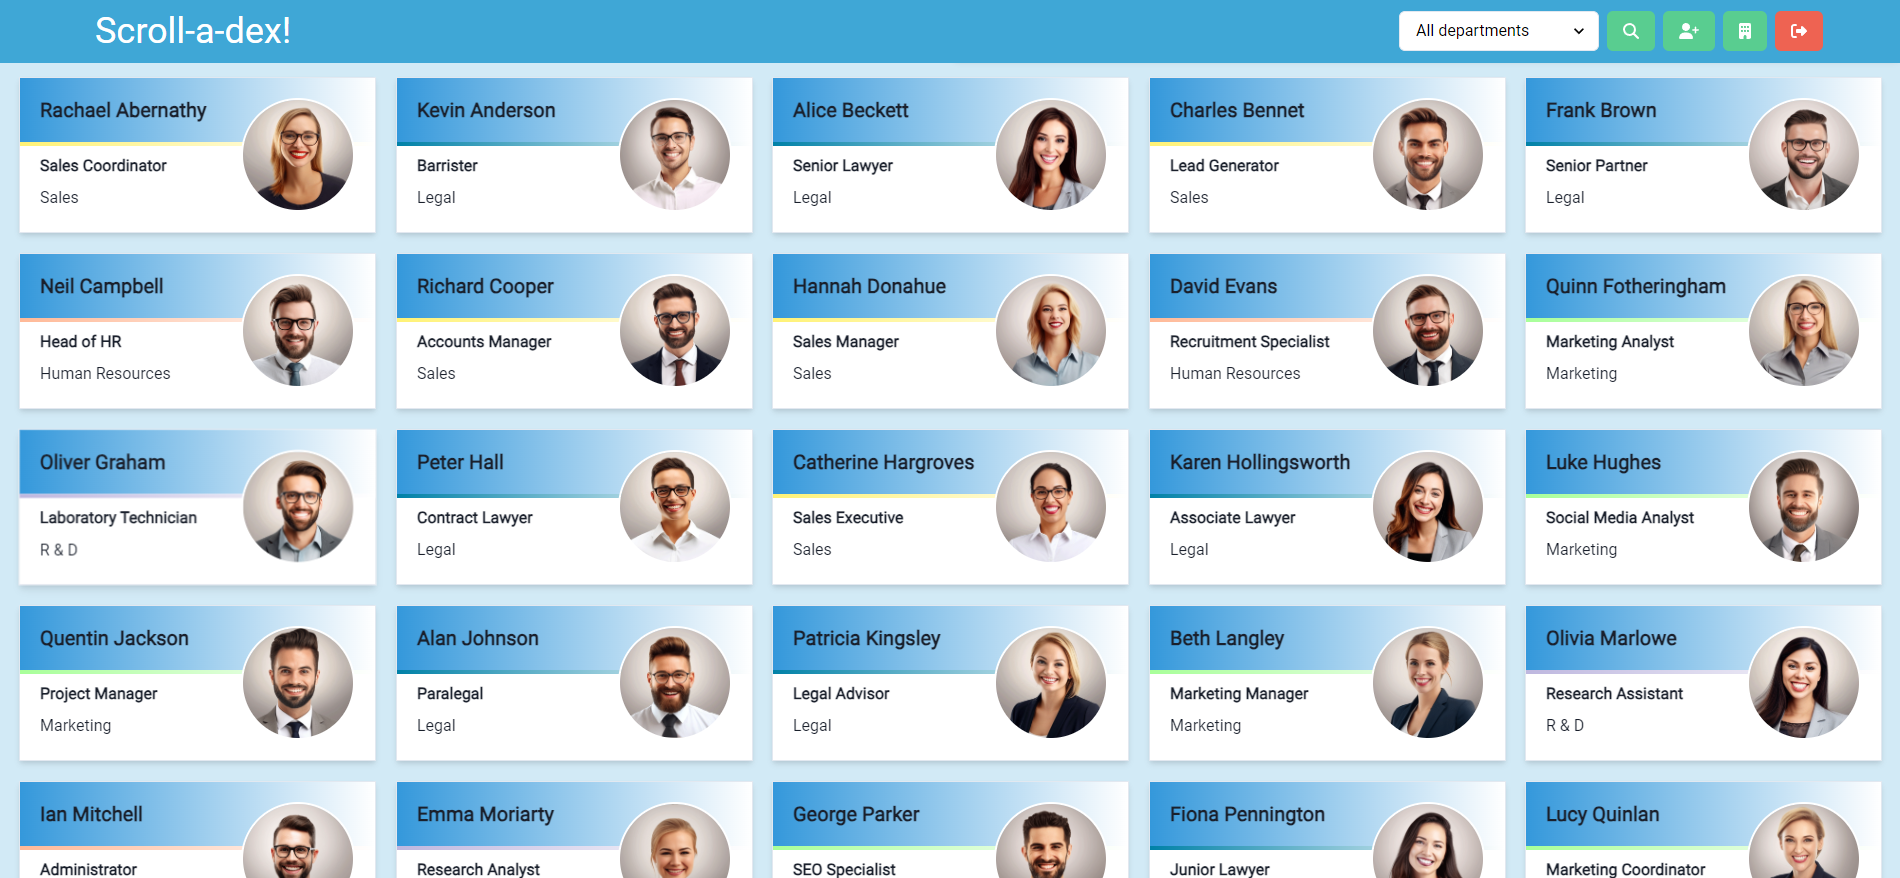 Scroll-a-dex!
All departments
Rachael Abernathy
Sales Coordinator
Sales
Kevin Anderson
Barrister
Legal
Alice Beckett
Senior Lawyer
Legal
Charles Bennet
Lead Generator
Sales
Frank Brown
Senior Partner
Legal
Neil Campbell
Head of HR
Human Resources
Richard Cooper
Accounts Manager
Sales
Hannah Donahue
Sales Manager
Sales
David Evans
Recruitment Specialist
Human Resources
Quinn Fotheringham
Marketing Analyst
Marketing
Oliver Graham
Laboratory Technician
R & D
Peter Hall
Contract Lawyer
Legal
Catherine Hargroves
Sales Executive
Sales
Karen Hollingsworth
Associate Lawyer
Legal
Luke Hughes
Social Media Analyst
Marketing
Quentin Jackson
Project Manager
Marketing
Alan Johnson
Paralegal
Legal
Patricia Kingsley
Legal Advisor
Legal
Beth Langley
Marketing Manager
Marketing
Olivia Marlowe
Research Assistant
R & D
Ian Mitchell
Administrator
Emma Moriarty
Research Analyst
George Parker
SEO Specialist
Fiona Pennington
Junior Lawyer
Lucy Quinlan
Marketing Coordinator